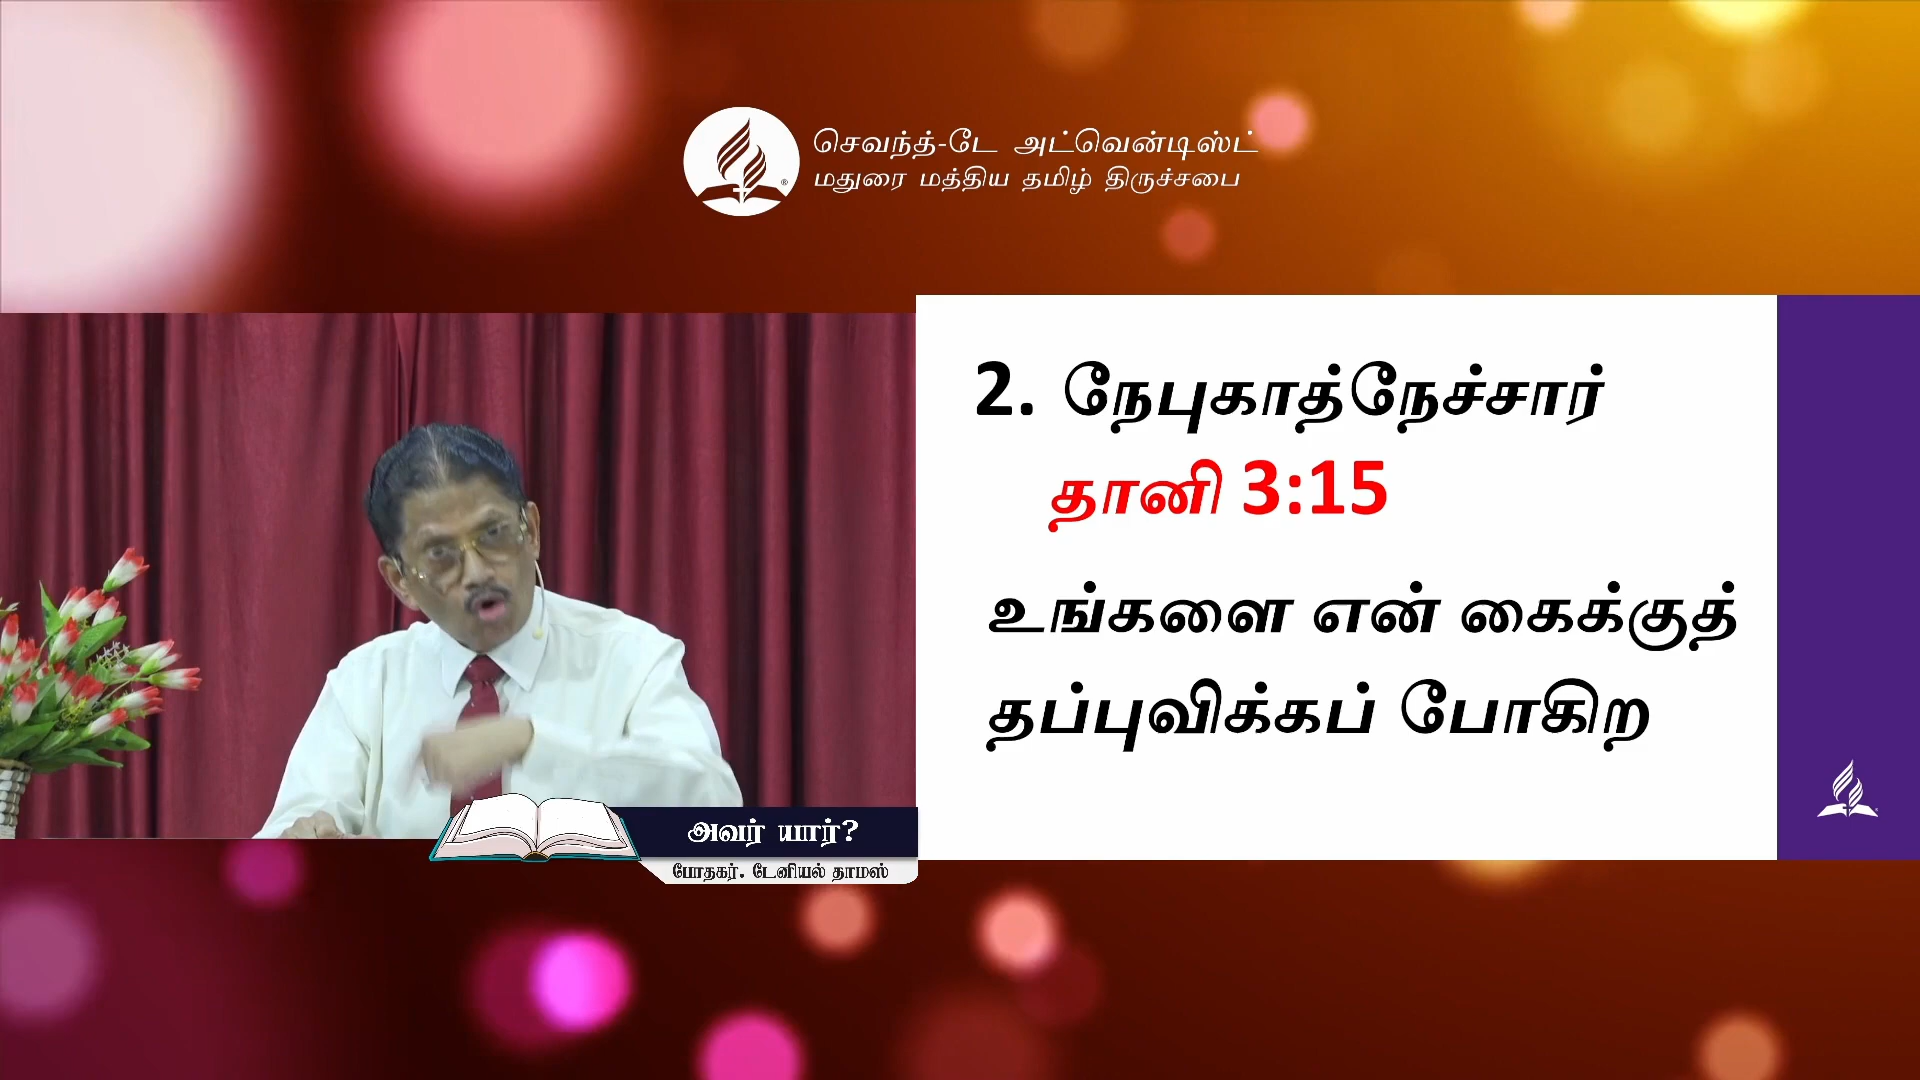 செவந்த்-டே அட்வென்டிஸ்ட்
மதுரை மத்திய தமிழ் திருச்சபை
2. நேபுகாத்நேச்சார்
தானி 3:15
உங்களை என் கைக்குத்
தப்புவிக்கப் போகிற
அவர் யார்?
போதகர். டேனியல் தாமஸ்